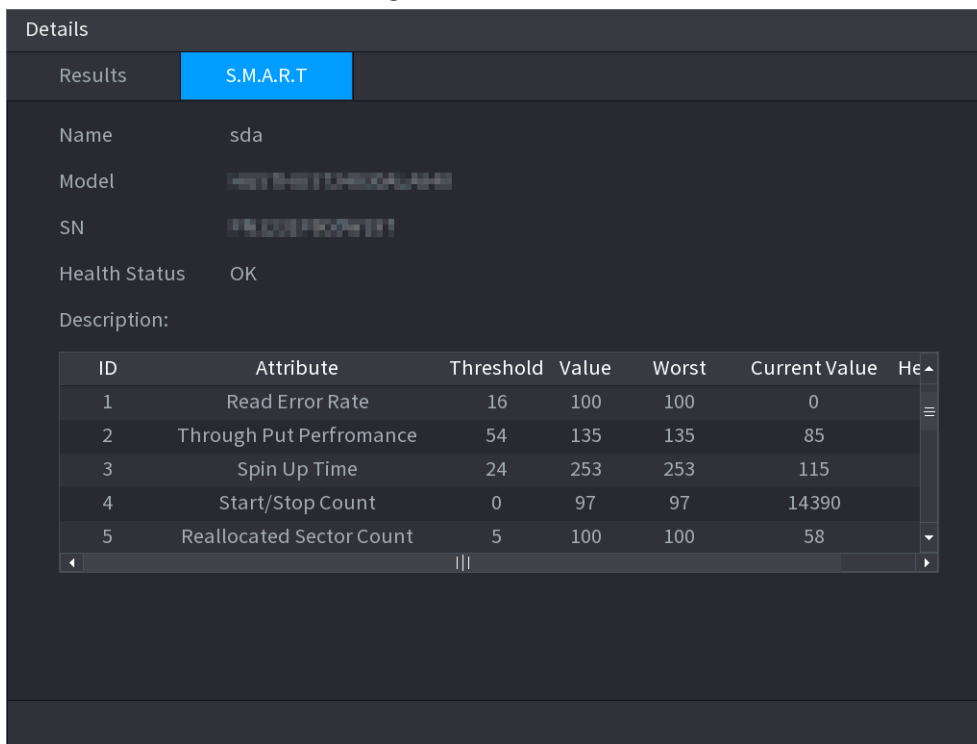 Details
Results S.M.A.R.T
Name sda
Model
SN
Health Status OK
Description:
ID Attribute Threshold Value Worst Current Value He
1 Read Error Rate 16 100 100 0
2 Through Put Perfromance 54 135 135 85
3 Spin Up Time 24 253 253 115
4 Start/Stop Count 0 97 97 14390
5 Reallocated Sector Count 5 100 100 58